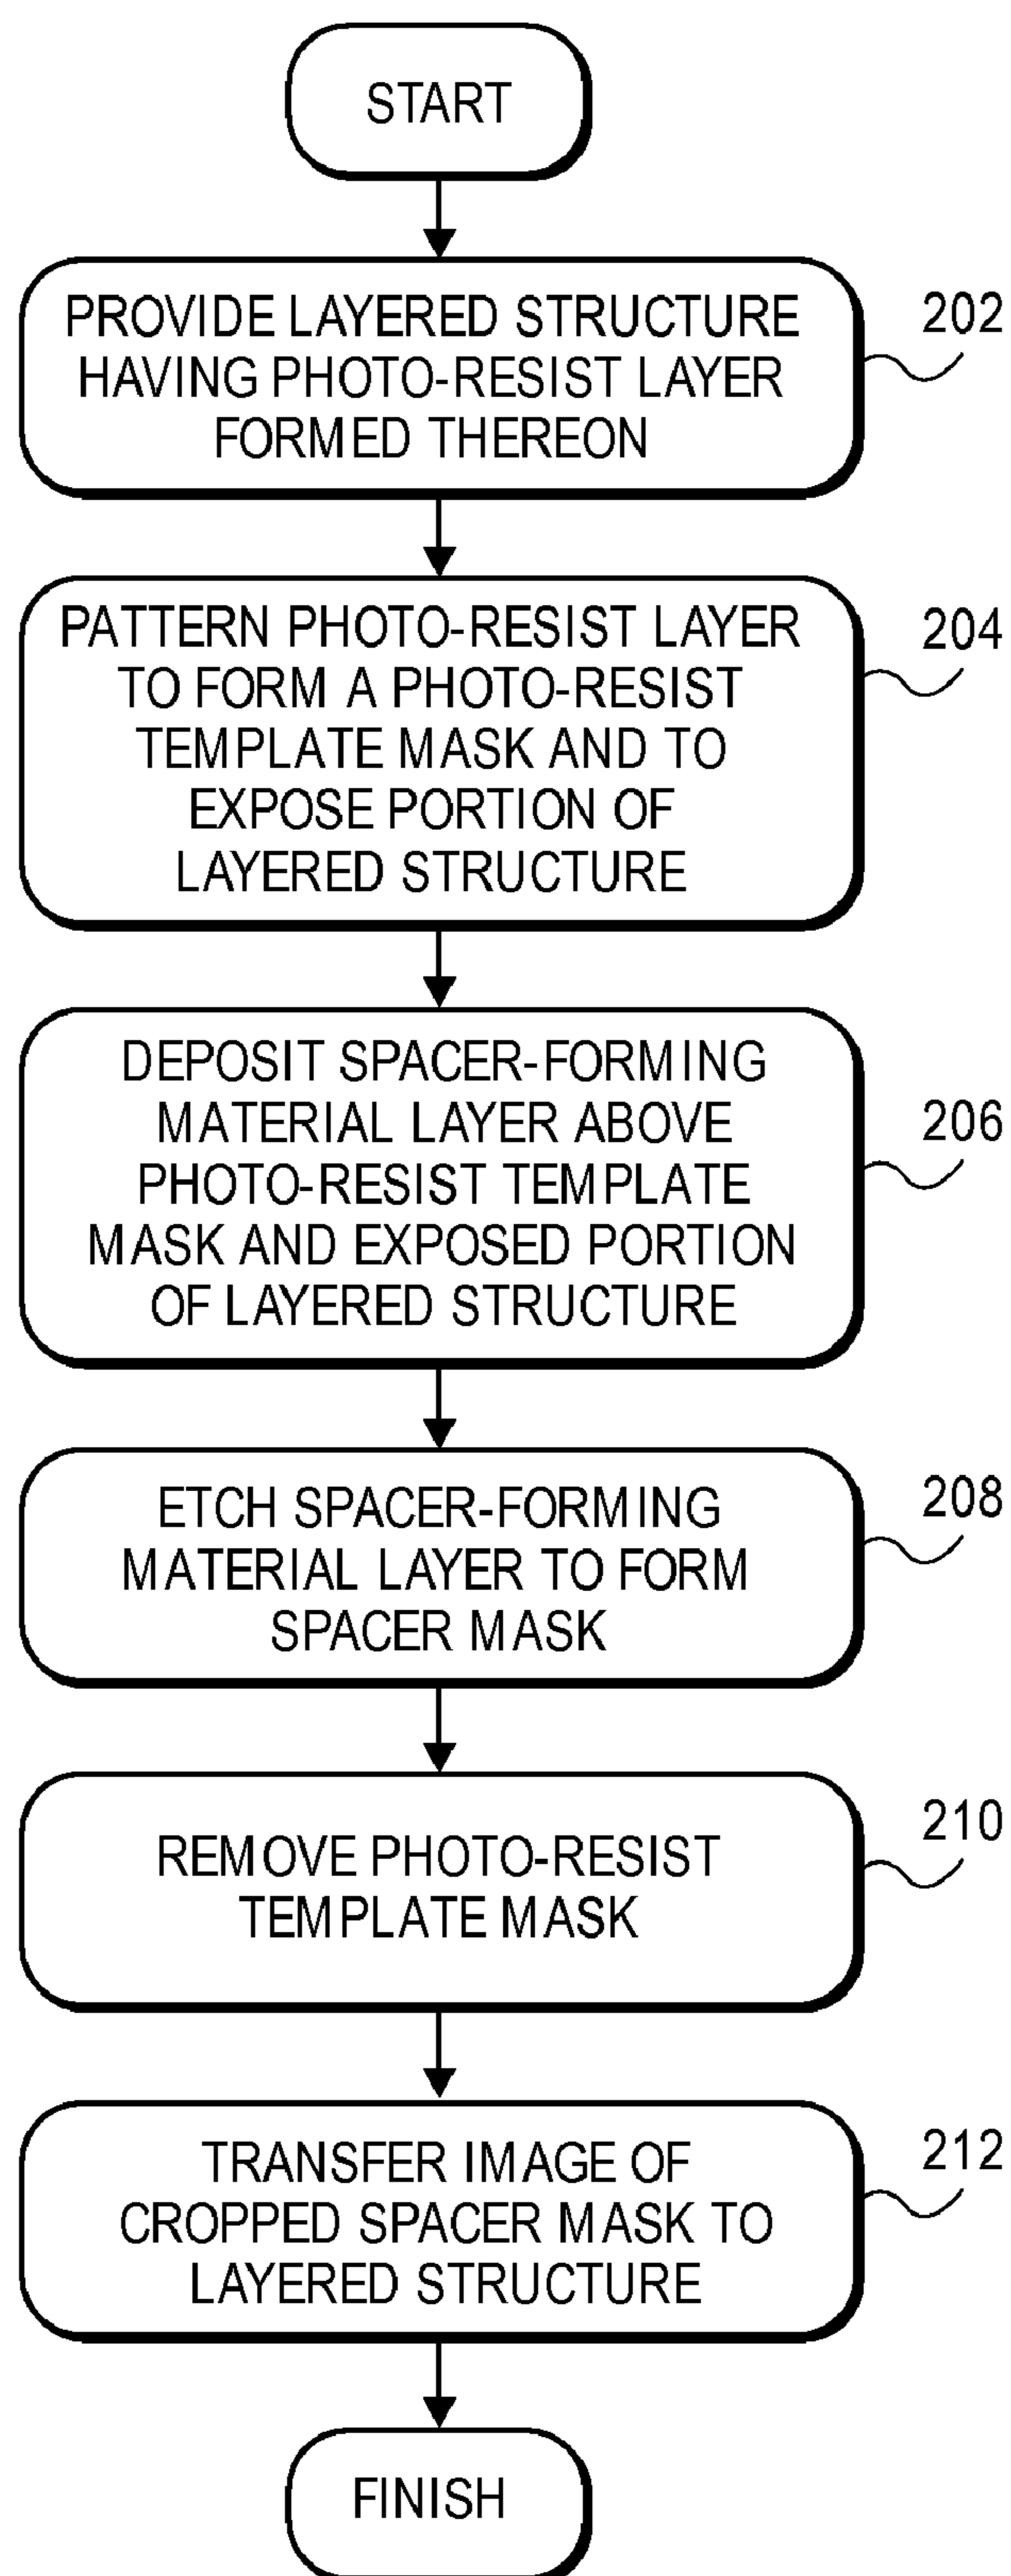 START
PROVIDE LAYERED STRUCTURE
HAVING PHOTO-RESIST LAYER
FORMED THEREON
202
PATTERN PHOTO-RESIST LAYER
TO FORM A PHOTO-RESIST
TEMPLATE MASK AND TO
EXPOSE PORTION OF
LAYERED STRUCTURE
204
DEPOSIT SPACER-FORMING
MATERIAL LAYER ABOVE
PHOTO-RESIST TEMPLATE
MASK AND EXPOSED PORTION
OF LAYERED STRUCTURE
206
ETCH SPACER-FORMING
MATERIAL LAYER TO FORM
SPACER MASK
208
REMOVE PHOTO-RESIST
TEMPLATE MASK
210
TRANSFER IMAGE OF
CROPPED SPACER MASK TO
LAYERED STRUCTURE
212
FINISH